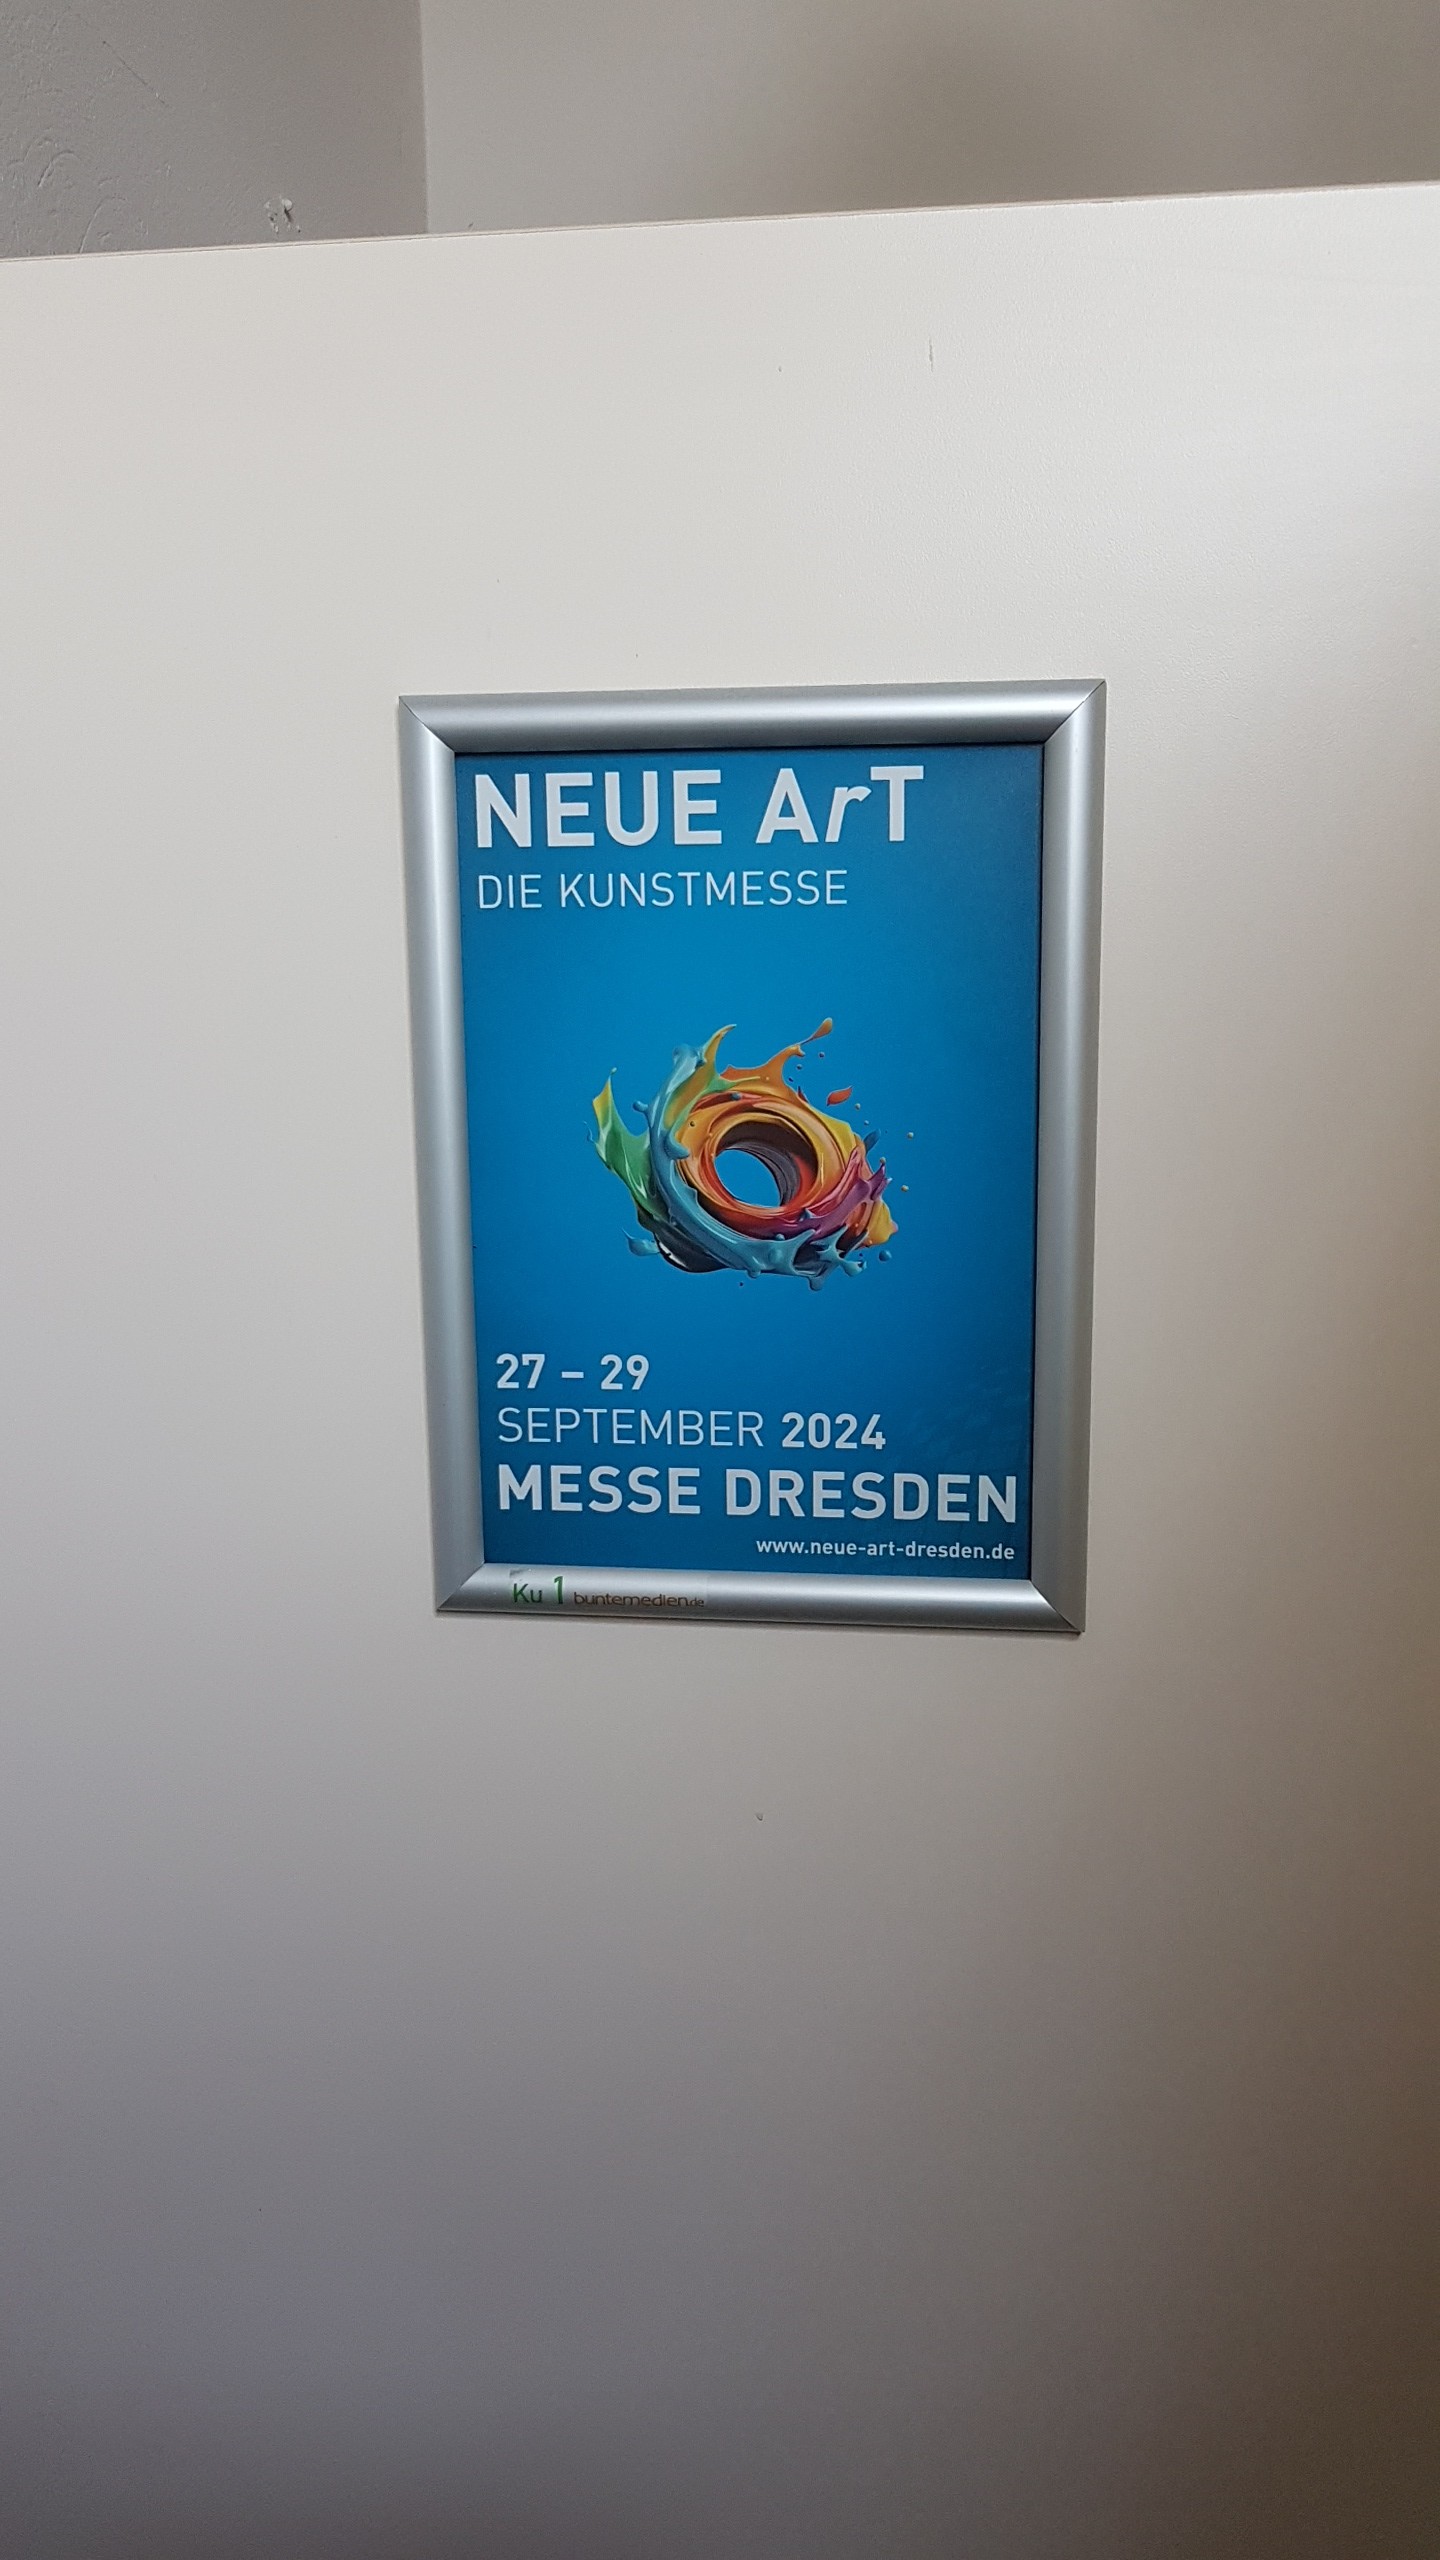 NEUE ArT
DIE KUNSTMESSE
27 – 29
SEPTEMBER 2024
MESSE DRESDEN
www.neue-art-dresden.de
Ku 1 buntemedien.de